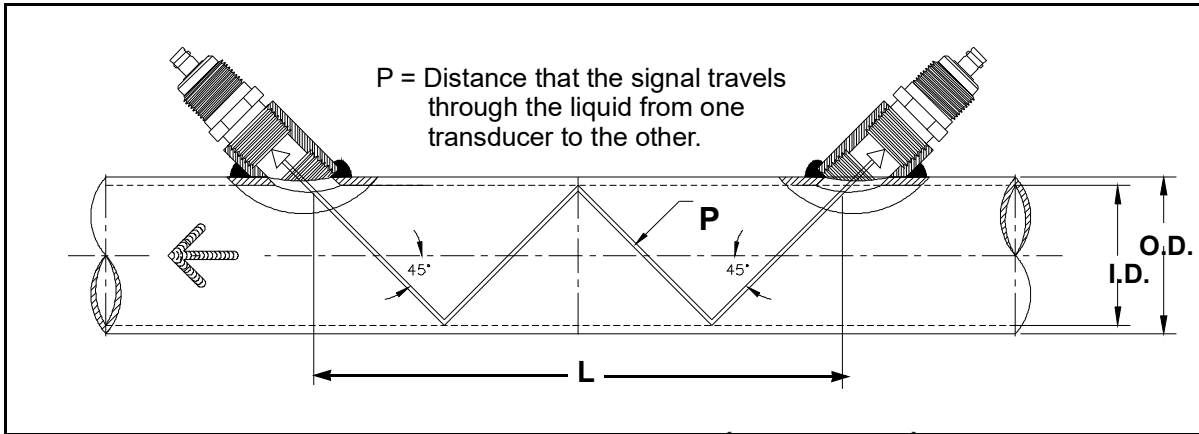 P = Distance that the signal travels
through the liquid from one
transducer to the other.
P
45°
45°
O.D.
I.D.
L